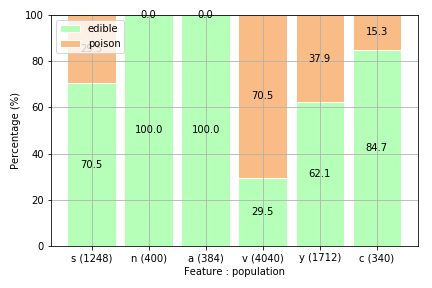 100
80
60
40
20
0
Percentage (%)
edible
poison
0.0
0.0
15.3
37.9
70.5
70.5
100.0
100.0
29.5
62.1
84.7
s (1248)
n (400)
a (384)
v (4040)
y (1712)
c (340)
Feature : population